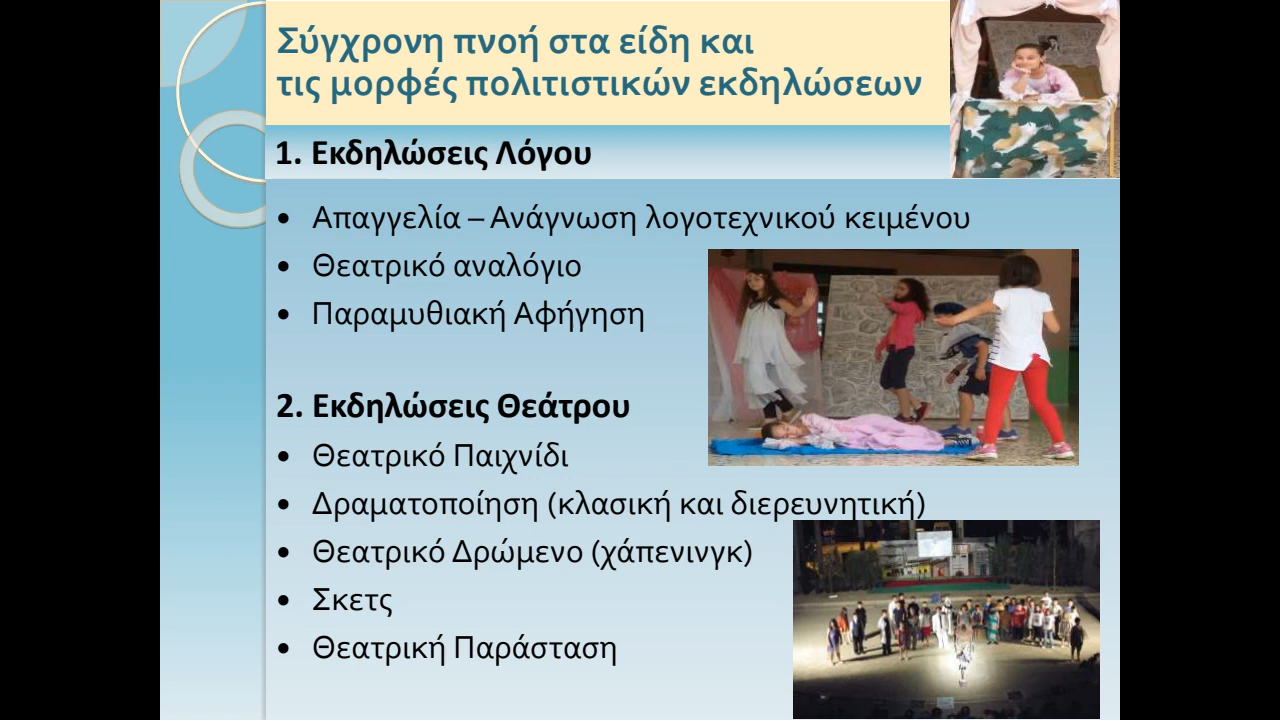 Σύγχρονη πνοή στα είδη και
τις μορφές πολιτιστικών εκδηλώσεων
1. Εκδηλώσεις Λόγου
• Απαγγελία – Ανάγνωση λογοτεχνικού κειμένου
• Θεατρικό αναλόγιο
• Παραμυθιακή Αφήγηση
2. Εκδηλώσεις Θεάτρου
• Θεατρικό Παιχνίδι
• Δραματοποίηση (κλασική και διερευνητική)
• Θεατρικό Δρώμενο (χάπενινγκ)
• Σκετς
• Θεατρική Παράσταση